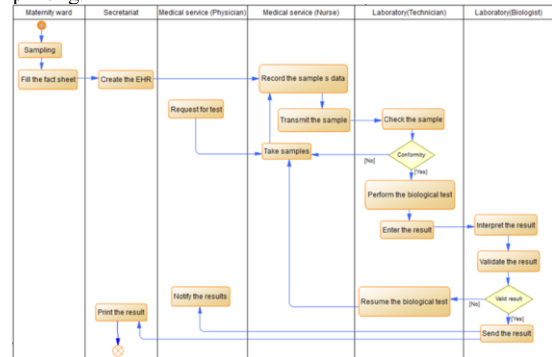 Maternity ward Secretariat Medical service (Physician) Medical service (Nurse) Laboratory(Technician) Laboratory(Biologist)
Sampling
Fill the fact sheet
Create the EHR
Record the sample s data
Request for test
Transmit the sample
Check the sample
Take samples
Conformity
[No]
[Yes]
Perform the biological test
Enter the result
Interpret the result
Validate the result
Notify the results
Resume the biological test
Valid result
[No]
[Yes]
Print the result
Send the result